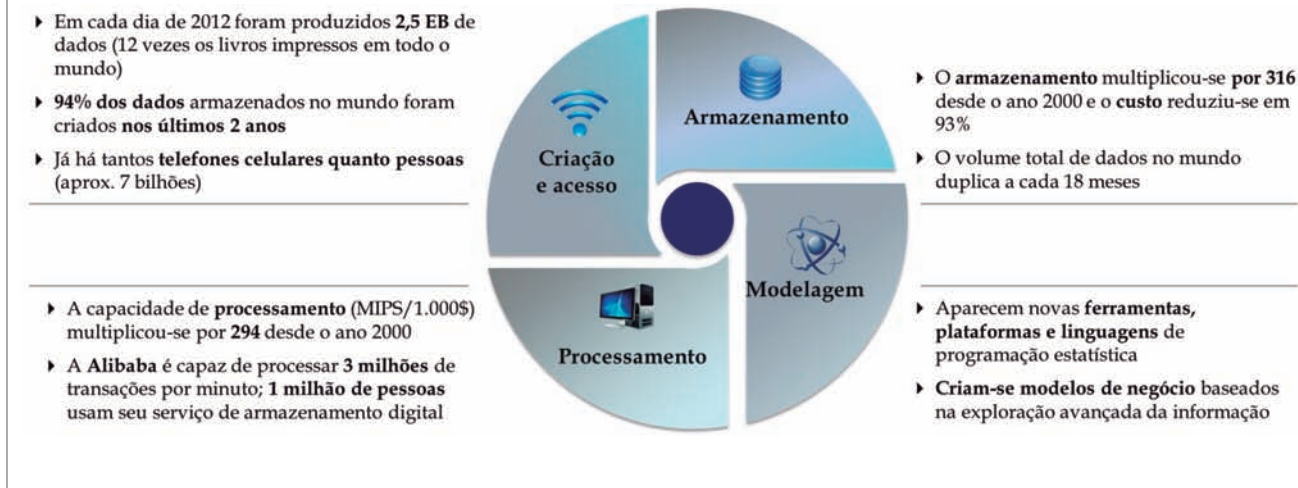 ▸ Em cada dia de 2012 foram produzidos 2,5 EB de
dados (12 vezes os livros impressos em todo o
mundo)
▸ 94% dos dados armazenados no mundo foram
criados nos últimos 2 anos
▸ Já há tantos telefones celulares quanto pessoas
(aprox. 7 bilhões)
Criação
e acesso
Armazenamento
▸ O armazenamento multiplicou-se por 316
desde o ano 2000 e o custo reduziu-se em
93%
▸ O volume total de dados no mundo
duplica a cada 18 meses
▸ A capacidade de processamento (MIPS/1.000$)
multiplicou-se por 294 desde o ano 2000
▸ A Alibaba é capaz de processar 3 milhões de
transações por minuto; 1 milhão de pessoas
usam seu serviço de armazenamento digital
Processamento
Modelagem
▸ Aparecem novas ferramentas,
plataformas e linguagens de
programação estatística
▸ Criam-se modelos de negócio baseados
na exploração avançada da informação